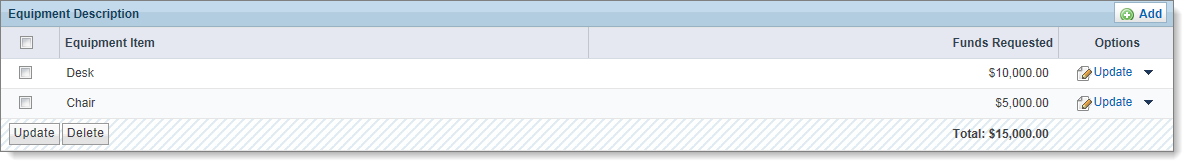 Equipment Description Add
Equipment Item Funds Requested Options
Desk $10,000.00 Update
Chair $5,000.00 Update
Update Delete Total: $15,000.00